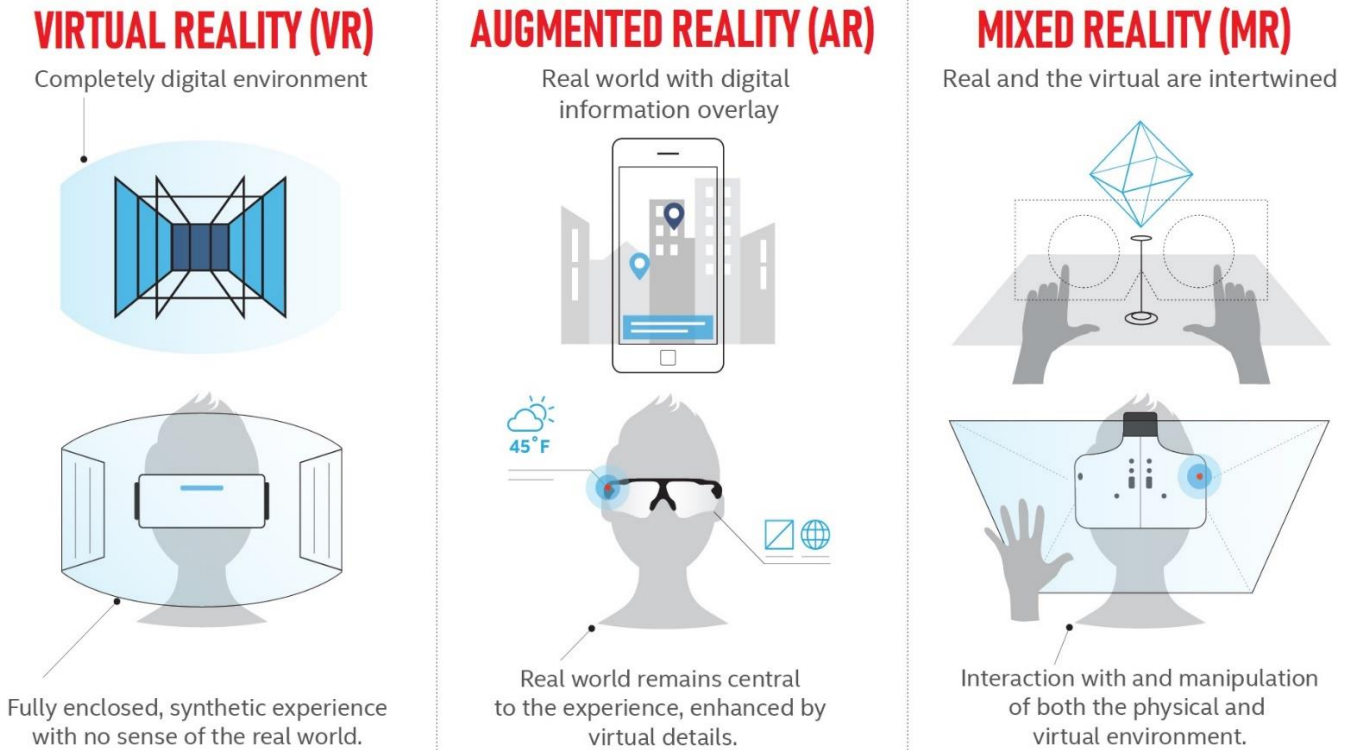 VIRTUAL REALITY (VR)
Completely digital environment
Fully enclosed, synthetic experience
with no sense of the real world.
AUGMENTED REALITY (AR)
Real world with digital
information overlay
45°F
Real world remains central
to the experience, enhanced by
virtual details.
MIXED REALITY (MR)
Real and the virtual are intertwined
Interaction with and manipulation
of both the physical and
virtual environment.